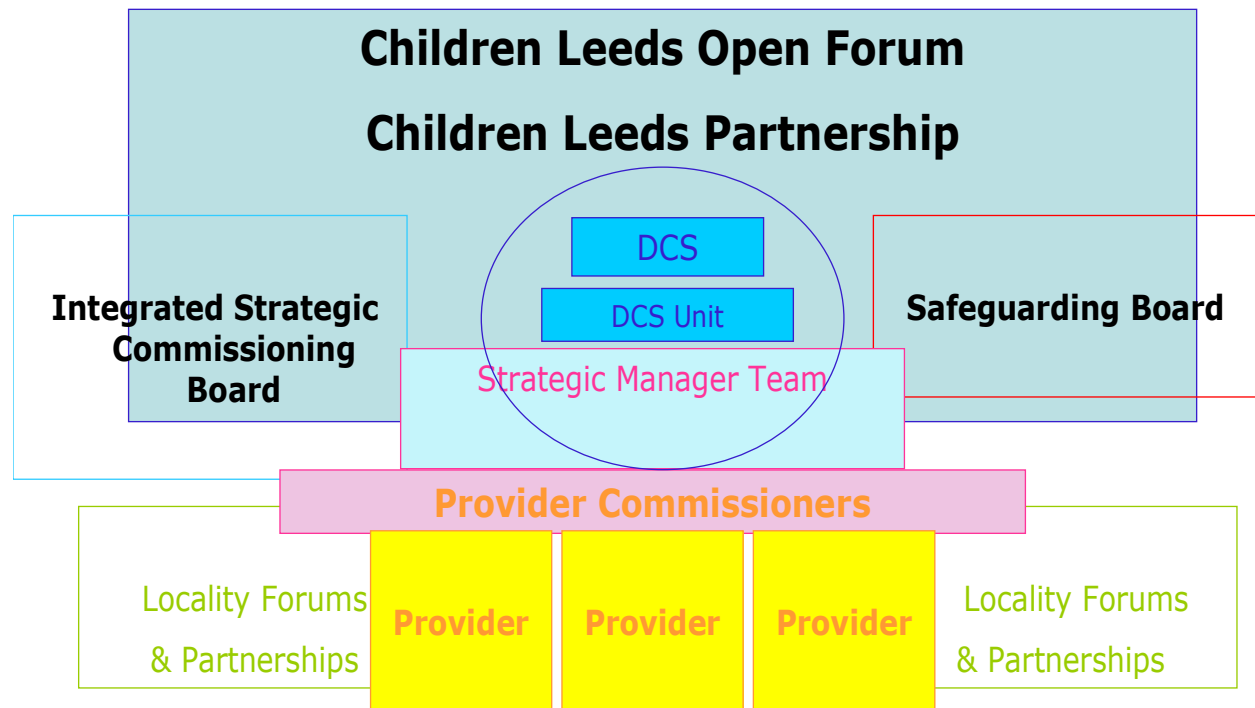 Children Leeds Open Forum
Children Leeds Partnership
DCS
DCS Unit
Integrated Strategic
Commissioning
Board
Safeguarding Board
Strategic Manager Team
Provider Commissioners
Locality Forums
& Partnerships
Provider
Provider
Provider
Locality Forums
& Partnerships